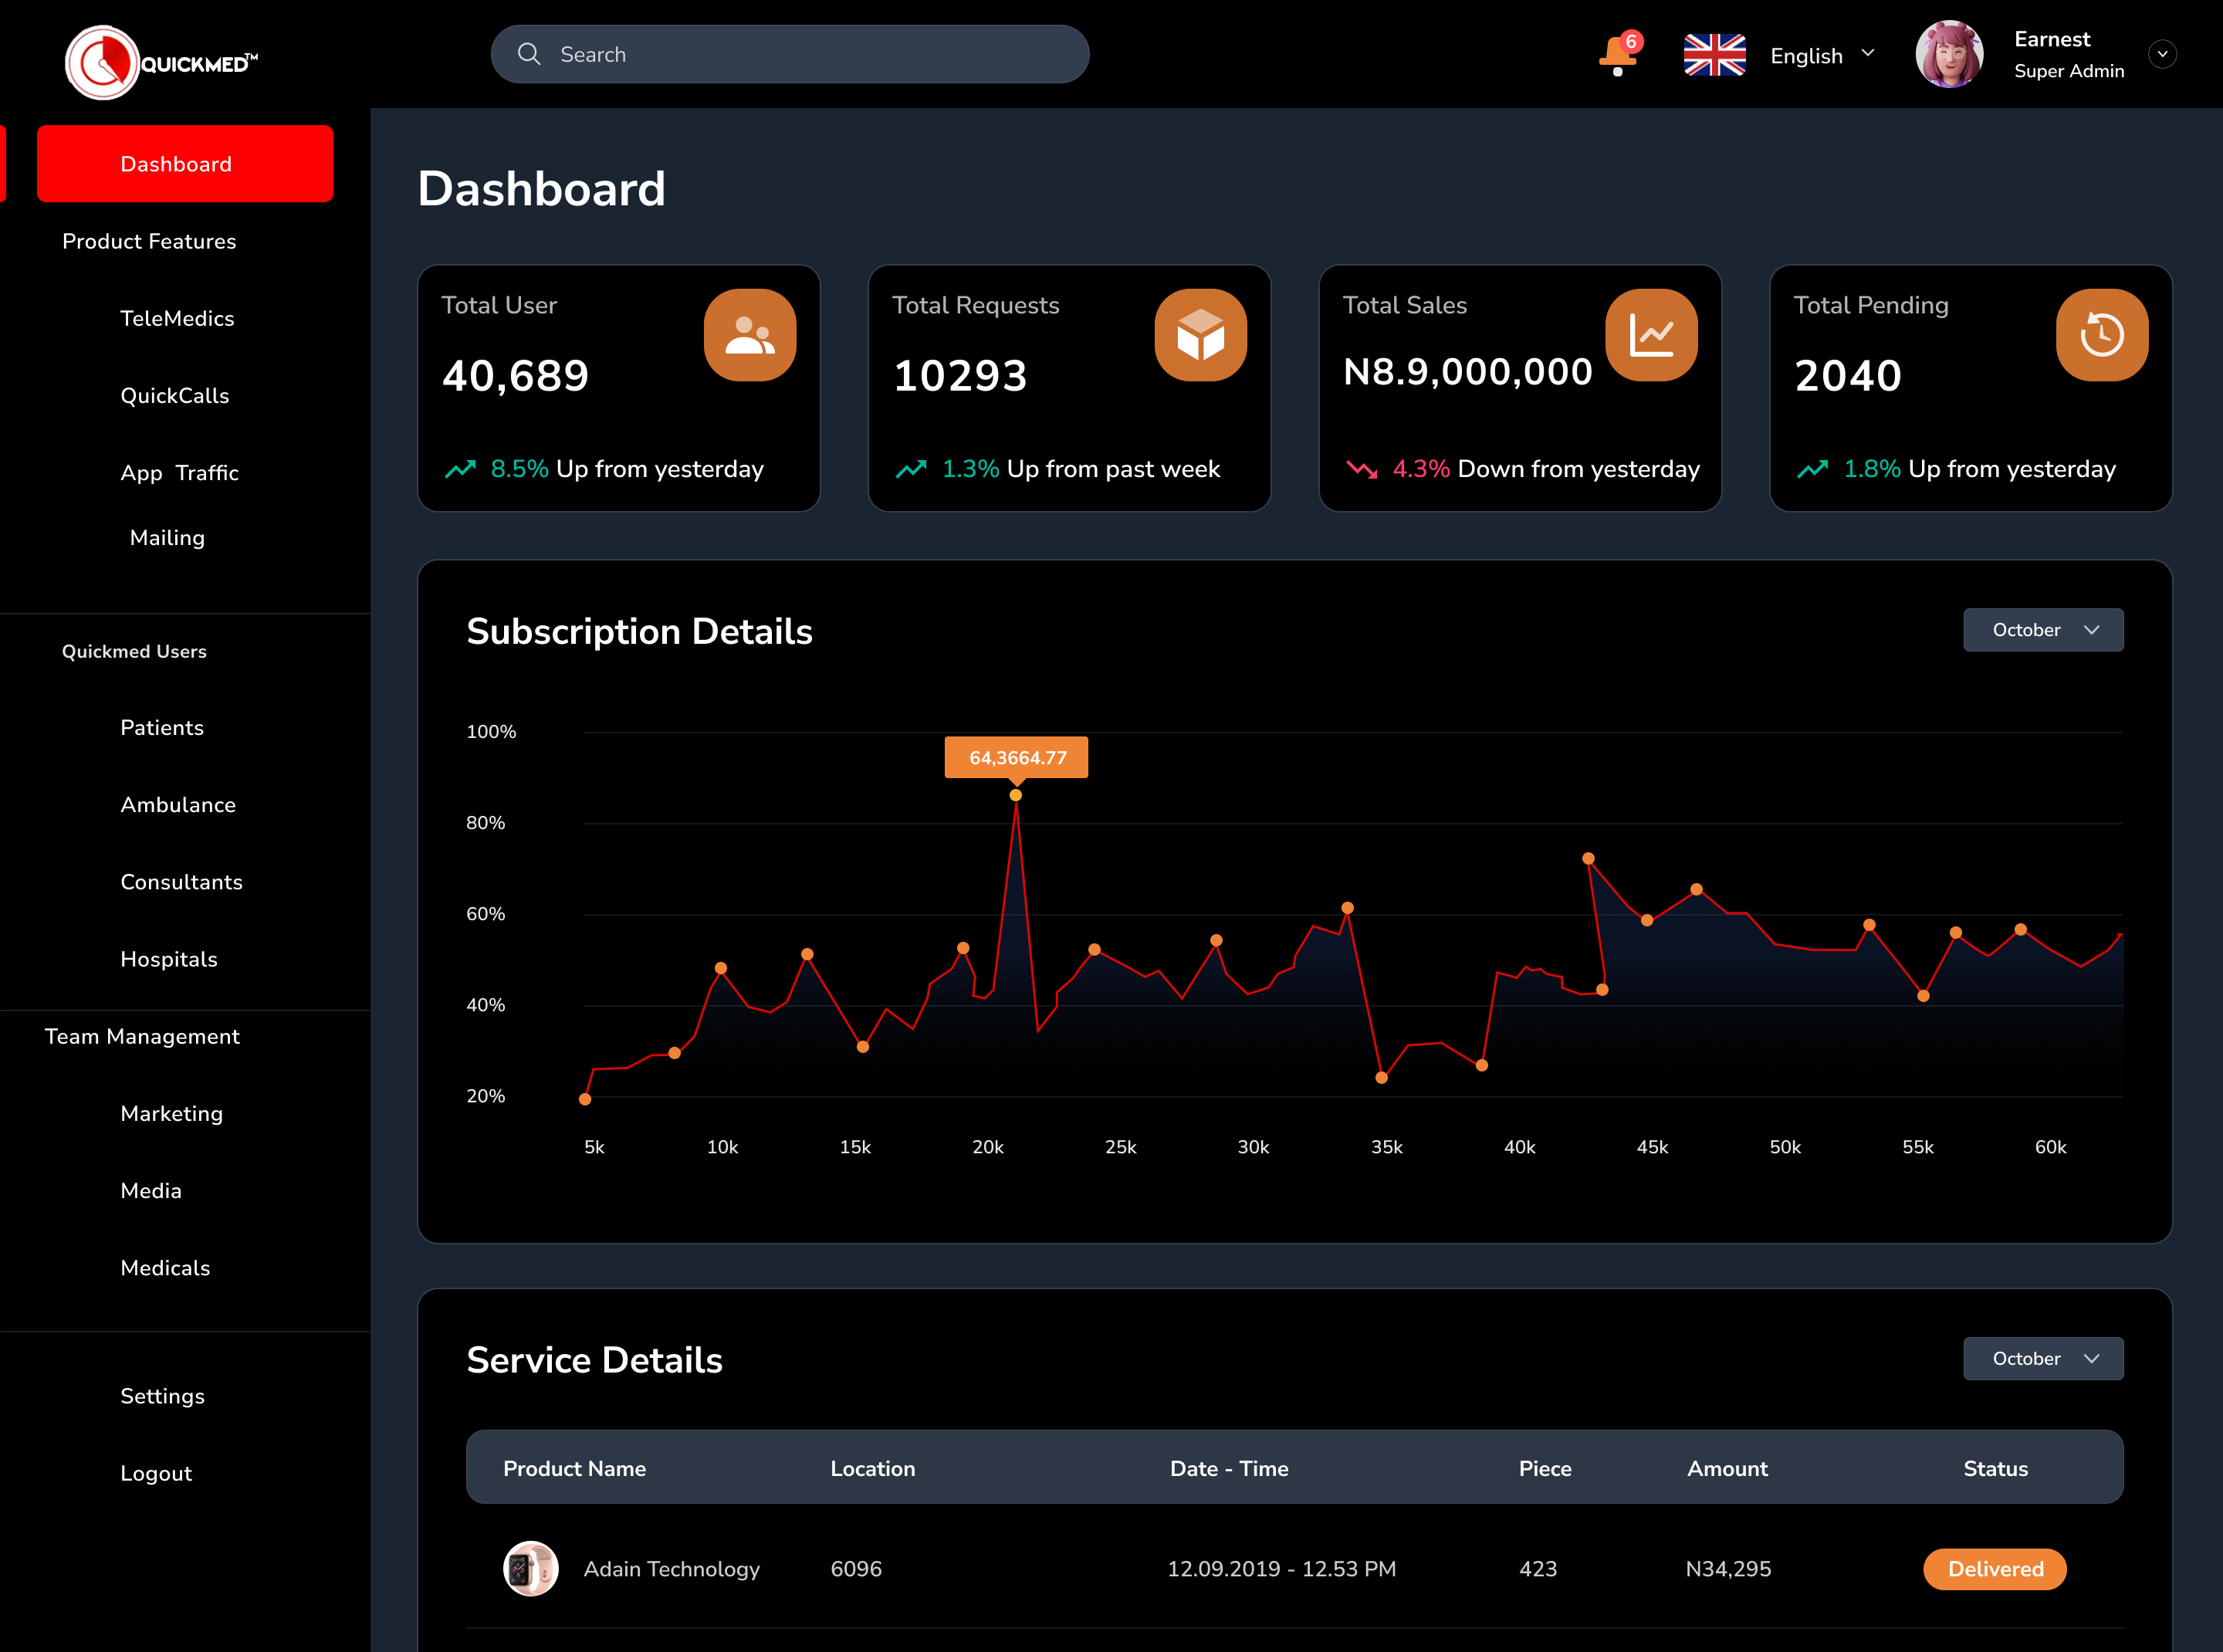 QUICKMED™
Search
6
English
Earnest
Super Admin
Dashboard
Product Features
TeleMedics
QuickCalls
App Traffic
Mailing
Quickmed Users
Patients
Ambulance
Consultants
Hospitals
Team Management
Marketing
Media
Medicals
Settings
Logout
Dashboard
Total User
40,689
8.5% Up from yesterday
Total Requests
10293
1.3% Up from past week
Total Sales
N8.9,000,000
4.3% Down from yesterday
Total Pending
2040
1.8% Up from yesterday
Subscription Details
October
100%
80%
60%
40%
20%
64,3664.77
5k 10k 15k 20k 25k 30k 35k 40k 45k 50k 55k 60k
Service Details
October
Product Name Location Date - Time Piece Amount Status
Adain Technology 6096 12.09.2019 - 12.53 PM 423 N34,295 Delivered